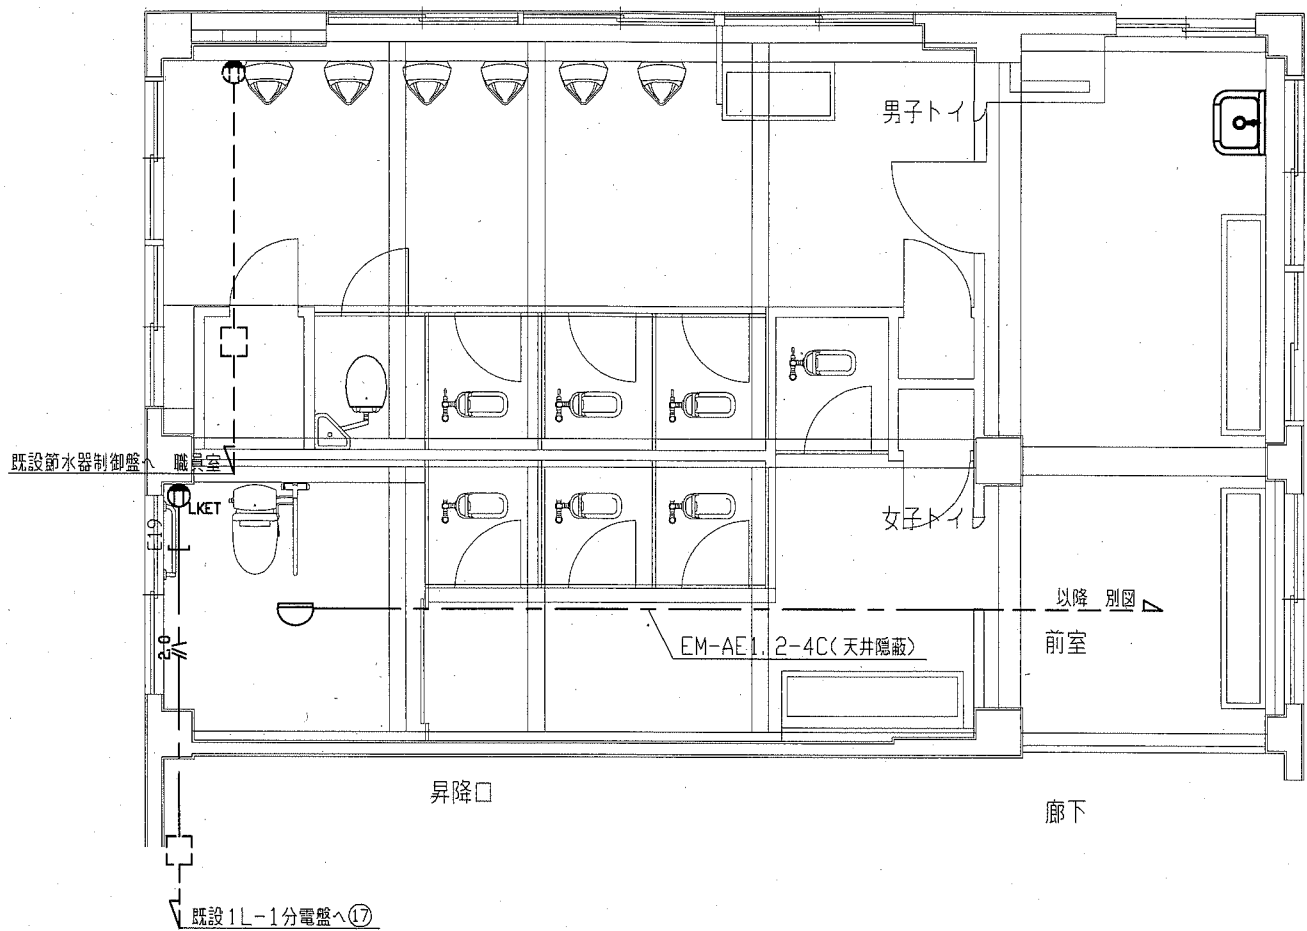 男子トイレ
既設節水器制御盤へ 職員室
LKET
E19
女子トイレ
以降 別図
2.0
EM-AE1.2-4C(天井隠蔽)
前室
昇降口
廊下
既設1L-1分電盤へ⑰